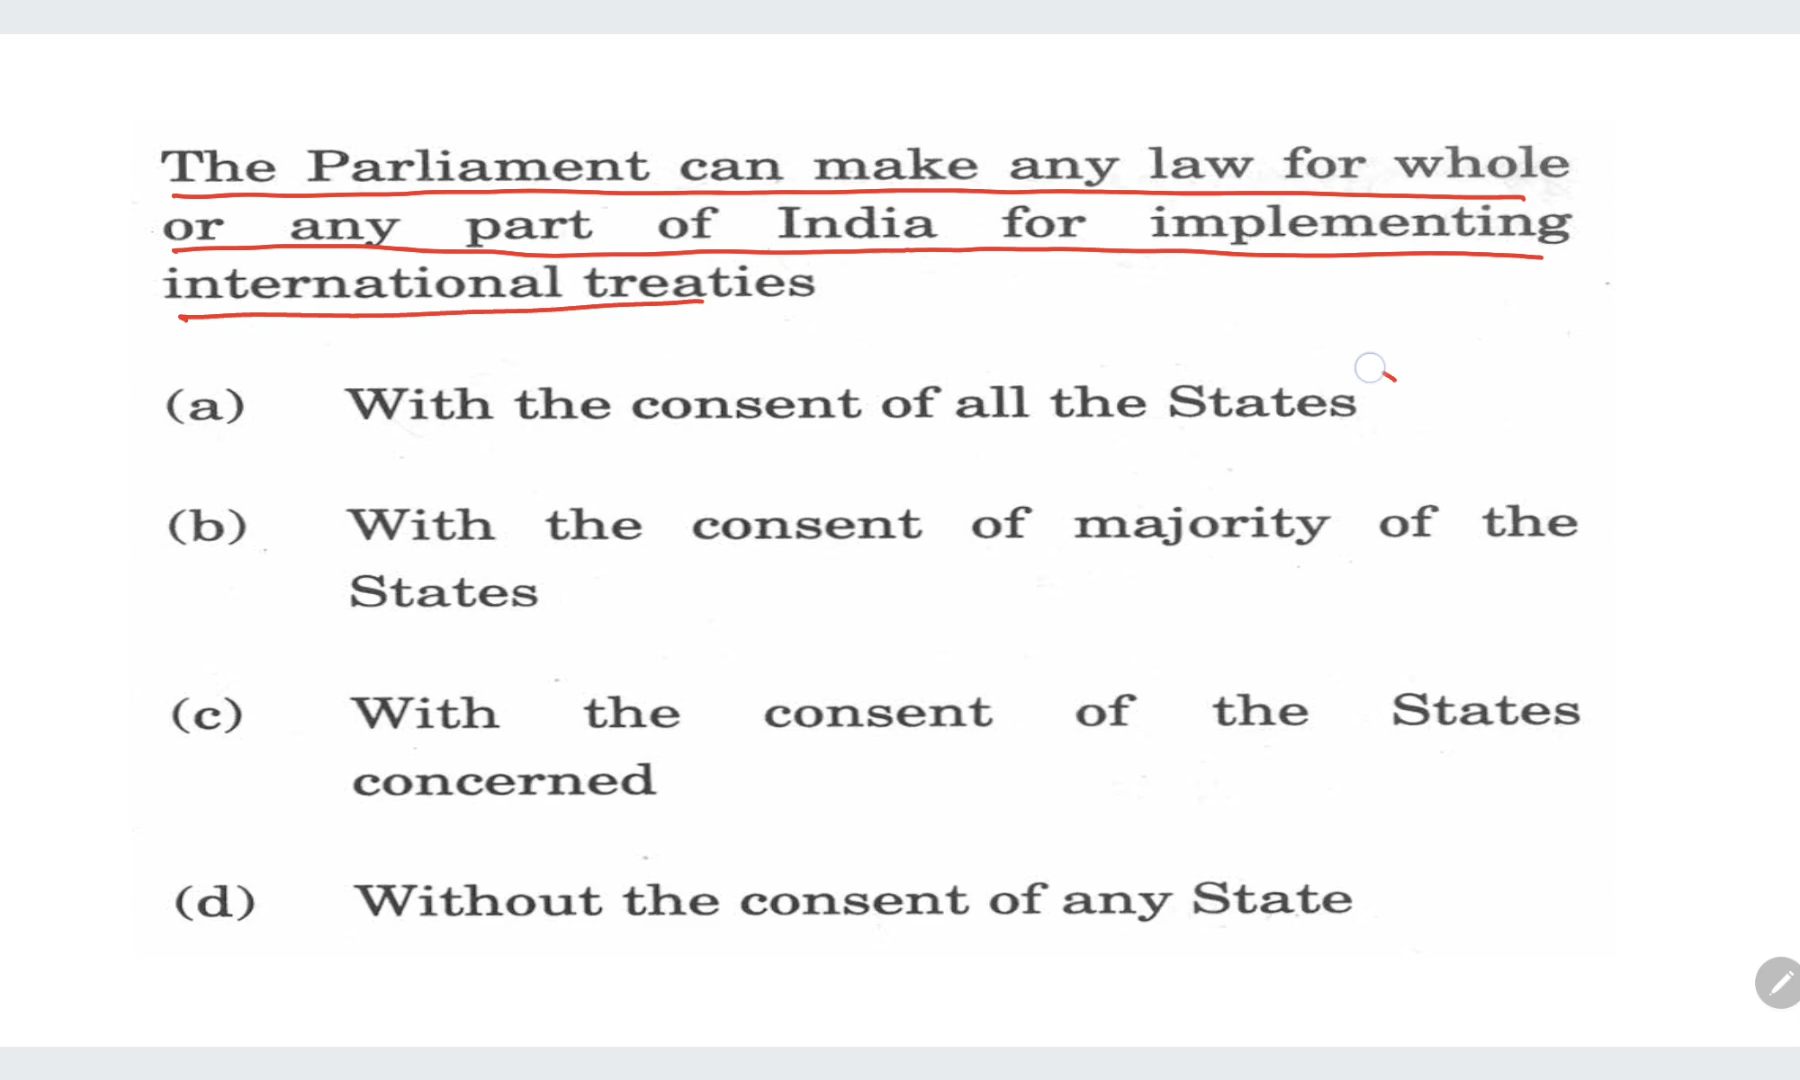 The Parliament can make any law for whole
or any part of India for implementing
international treaties
(a) With the consent of all the States
(b) With the consent of majority of the
States
(c) With the consent of the States
concerned
(d) Without the consent of any State